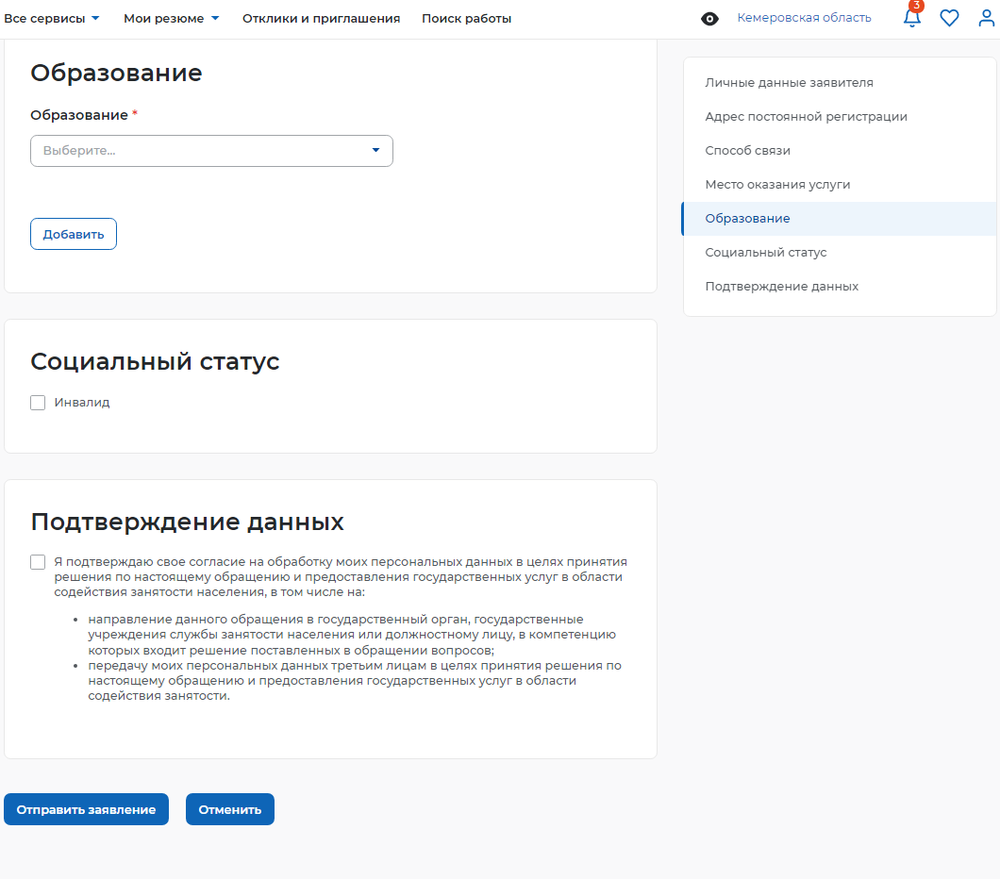 Все сервисы
Мои резюме
Отклики и приглашения
Поиск работы
Кемеровская область
3
Образование
Образование *
Выберите...
Добавить
Социальный статус
Инвалид
Подтверждение данных
Я подтверждаю свое согласие на обработку моих персональных данных в целях принятия
решения по настоящему обращению и предоставления государственных услуг в области
содействия занятости населения, в том числе на:
• направление данного обращения в государственный орган, государственные
учреждения службы занятости населения или должностному лицу, в компетенцию
которых входит решение поставленных в обращении вопросов;
• передачу моих персональных данных третьим лицам в целях принятия решения по
настоящему обращению и предоставления государственных услуг в области
содействия занятости.
Отправить заявление
Отменить
Личные данные заявителя
Адрес постоянной регистрации
Способ связи
Место оказания услуги
Образование
Социальный статус
Подтверждение данных